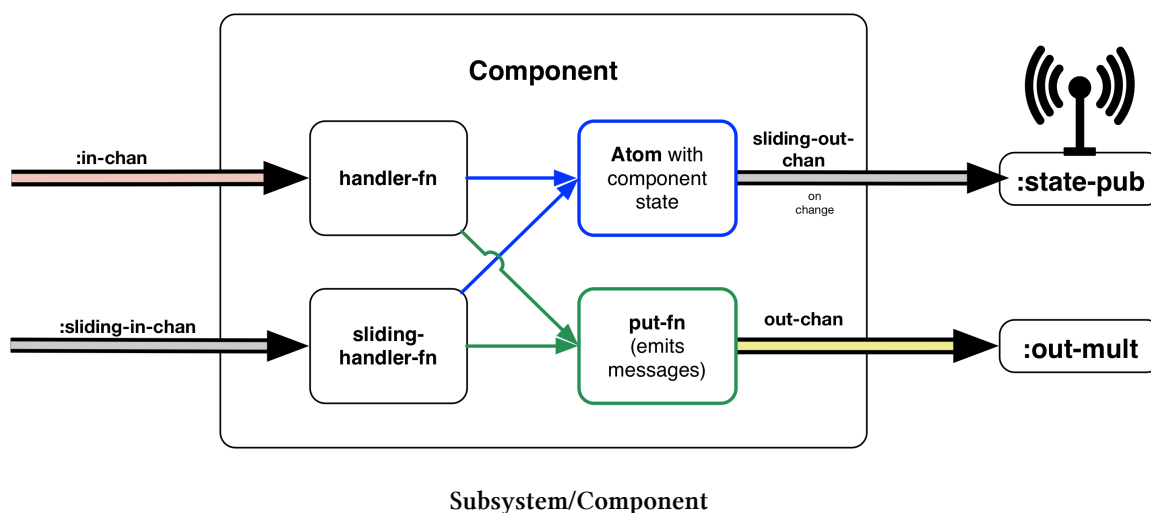 Component
:in-chan
handler-fn
Atom with
component
state
sliding-out-
chan
on
change
:state-pub
:sliding-in-chan
sliding-
handler-fn
put-fn
(emits
messages)
out-chan
:out-mult
Subsystem/Component